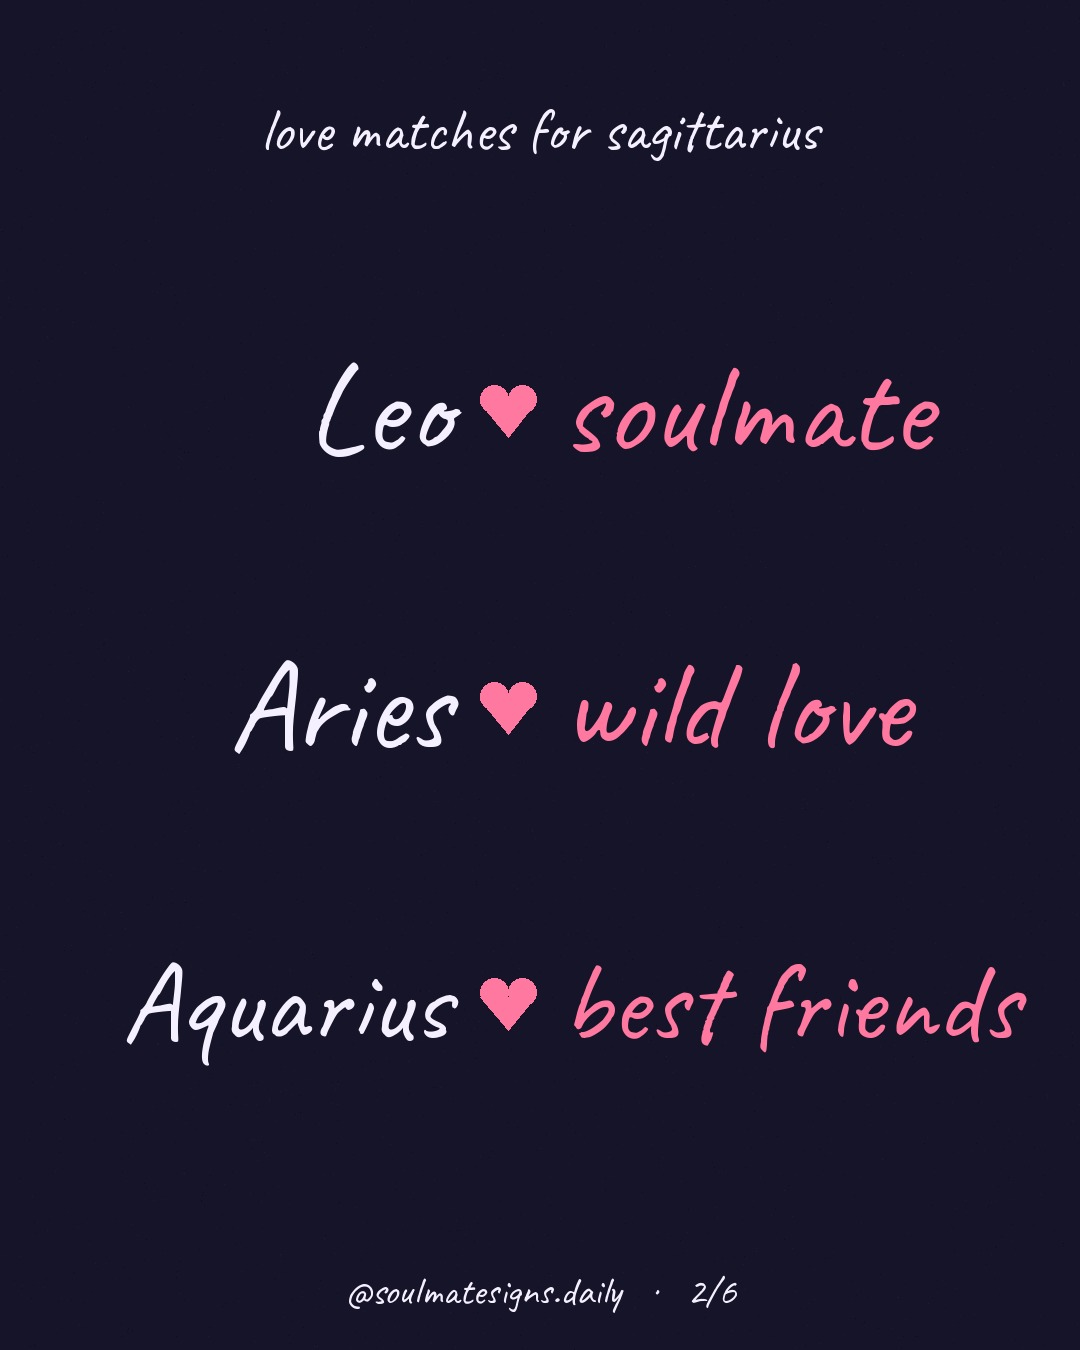 love matches for sagittarius
Leo ♥ soulmate
Aries ♥ wild love
Aquarius ♥ best friends
@soulmatesigns.daily · 2/6